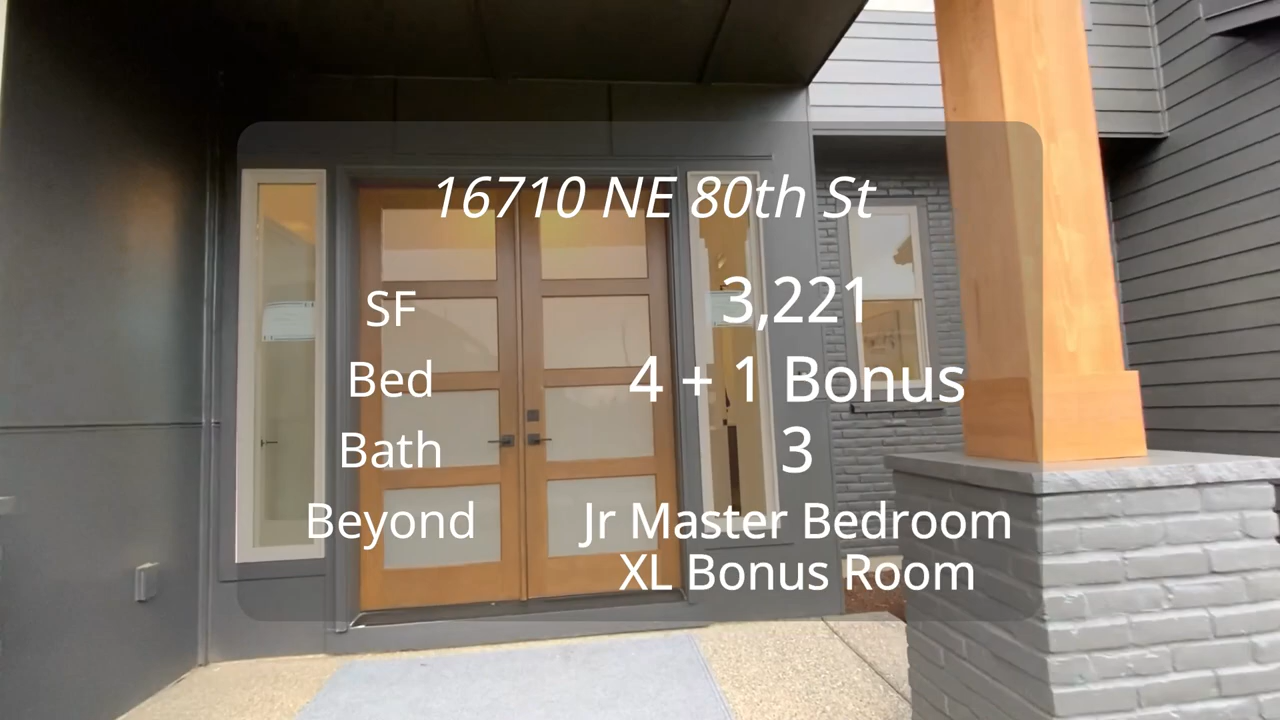 16710 NE 80th St
SF 3,221
Bed 4 + 1 Bonus
Bath 3
Beyond Jr Master Bedroom
XL Bonus Room